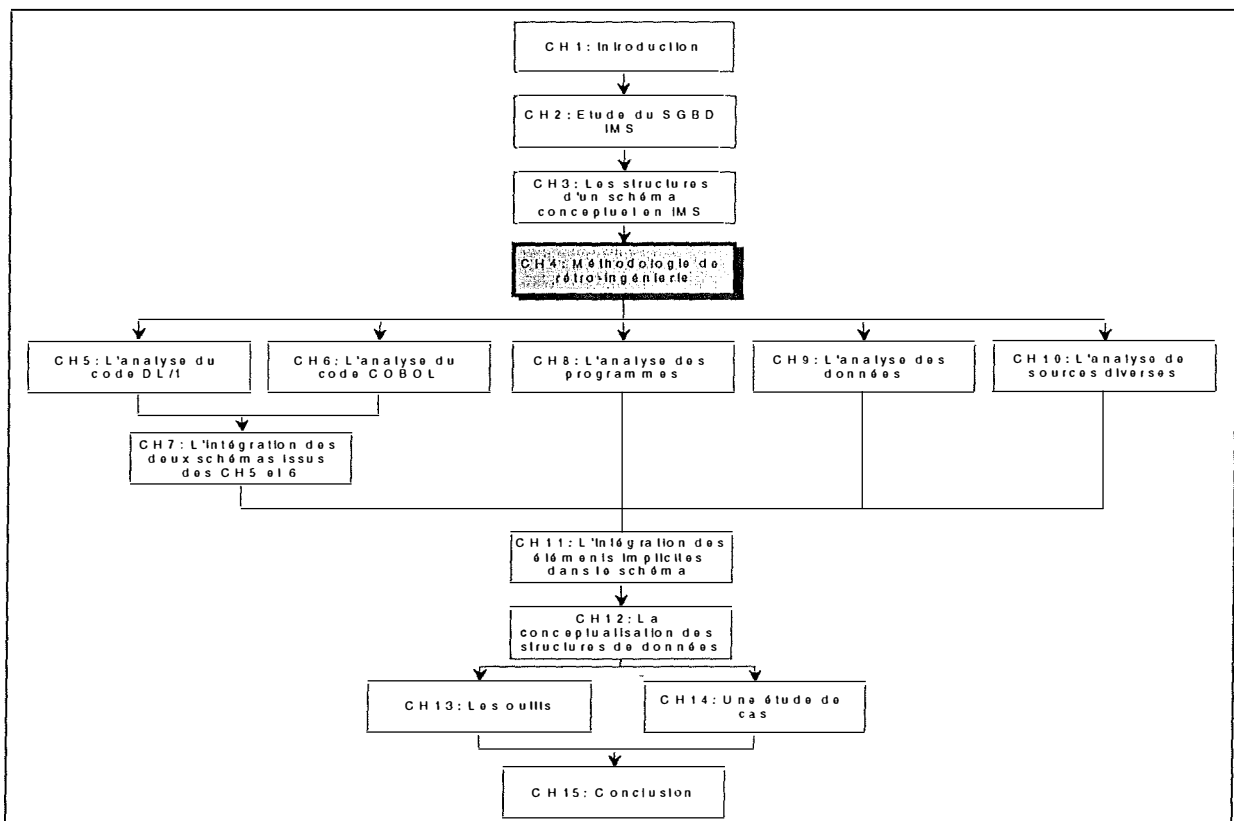 CH1: Introduction
CH2: Etude du SGBD
IMS
CH3: Les structures
d'un schéma
conceptuel en IMS
CH4: Méthodologie de
rétro-ingénierie
CH5: L'analyse du
code DL/1
CH6: L'analyse du
code COBOL
CH8: L'analyse des
programmes
CH9: L'analyse des
données
CH10: L'analyse de
sources diverses
CH7: L'intégration des
deux schémas issus
des CH5 et 6
CH11: L'intégration des
éléments implicites
dans le schéma
CH12: La
conceptualisation des
structures de données
CH13: Les outils
CH14: Une étude de
cas
CH15: Conclusion